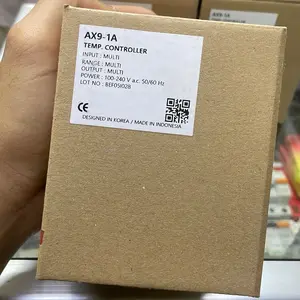 AX9-1A
TEMP. CONTROLLER
INPUT : MULTI
RANGE : MULTI
OUTPUT : MULTI
POWER : 100-240 V a.c. 50/60 Hz
LOT NO : BEF05I02B
CE
DESIGNED IN KOREA / MADE IN INDONESIA